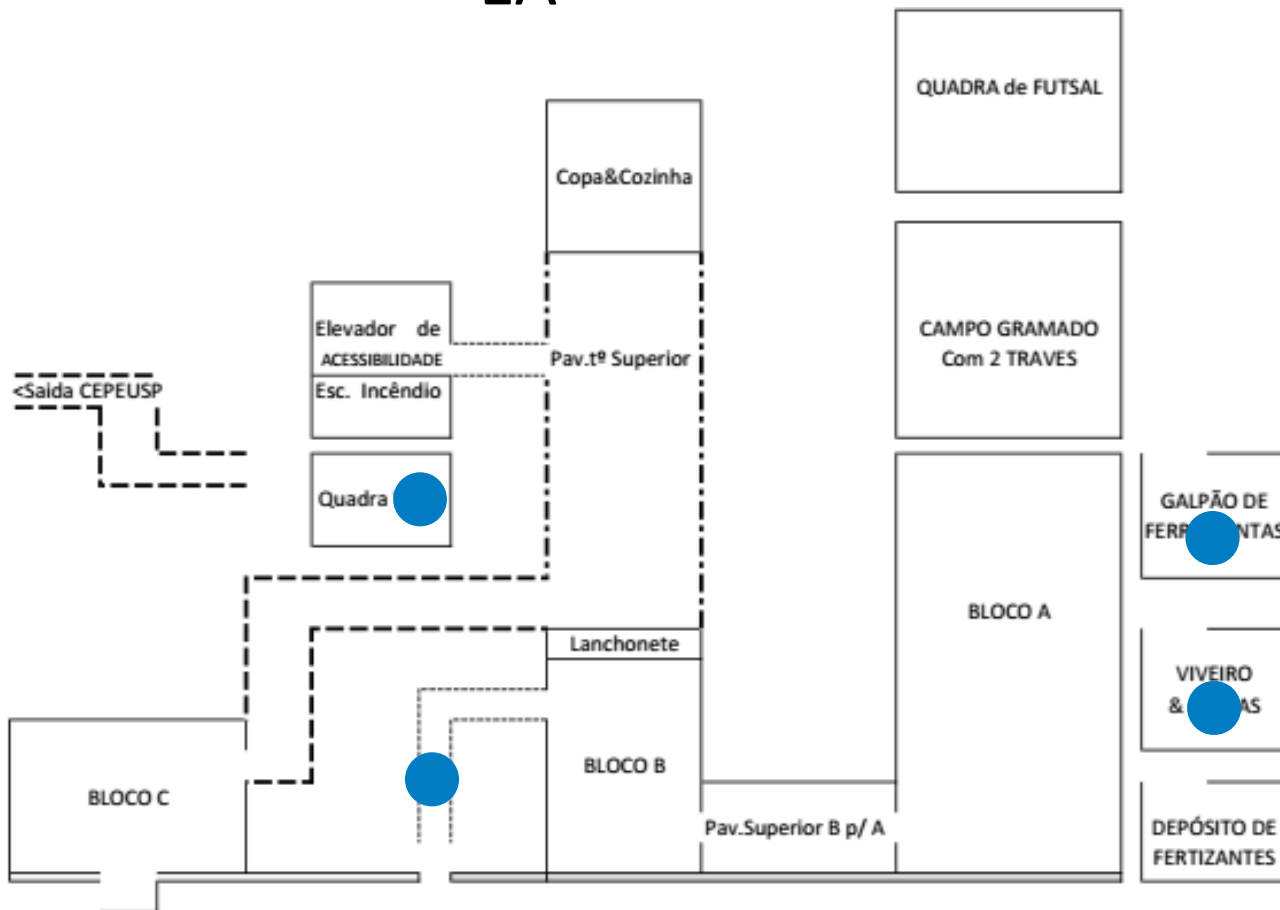 QUADRA de FUTSAL
Copa&Cozinha
Elevador de
ACESSIBILIDADE
Esc. Incêndio
Pav.tº Superior
CAMPO GRAMADO
Com 2 TRAVES
<Saida CEPEUSP
Quadra
GALPÃO DE
BLOCO A
Lanchonete
VIVEIRO
&
BLOCO B
BLOCO C
Pav.Superior B p/ A
DEPÓSITO DE
FERTIZANTES